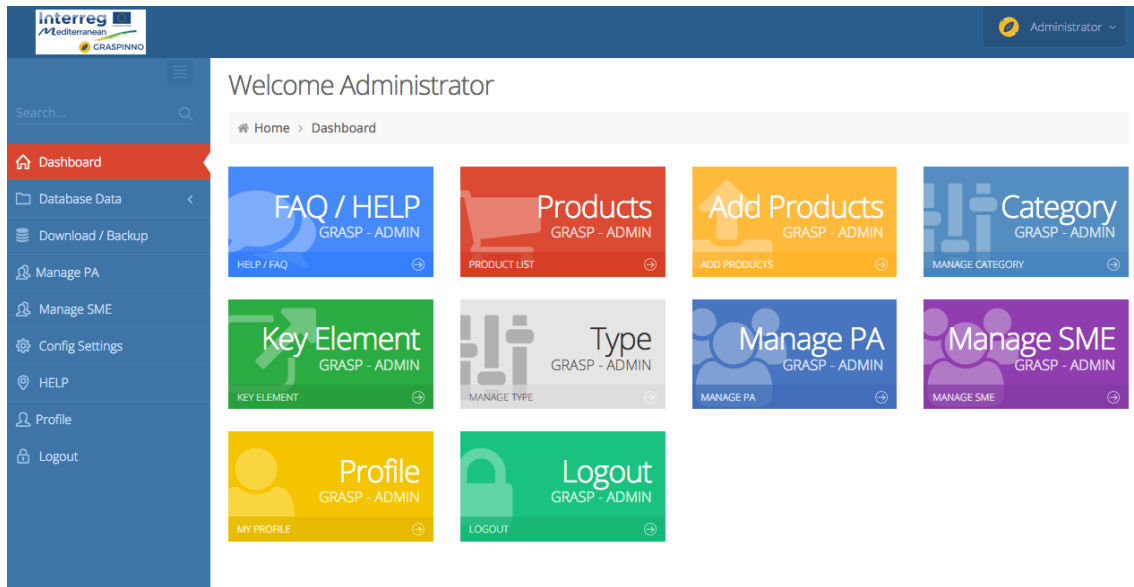 Interreg
Mediterranean
GRASPINNO
Administrator
Search...
Dashboard
Database Data
Download / Backup
Manage PA
Manage SME
Config Settings
HELP
Profile
Logout
Welcome Administrator
Home > Dashboard
FAQ / HELP
GRASP - ADMIN
HELP / FAQ
Products
GRASP - ADMIN
PRODUCT LIST
Add Products
GRASP - ADMIN
ADD PRODUCTS
Category
GRASP - ADMIN
MANAGE CATEGORY
Key Element
GRASP - ADMIN
KEY ELEMENT
Type
GRASP - ADMIN
MANAGE TYPE
Manage PA
GRASP - ADMIN
MANAGE PA
Manage SME
GRASP - ADMIN
MANAGE SME
Profile
GRASP - ADMIN
MY PROFILE
Logout
GRASP - ADMIN
LOGOUT